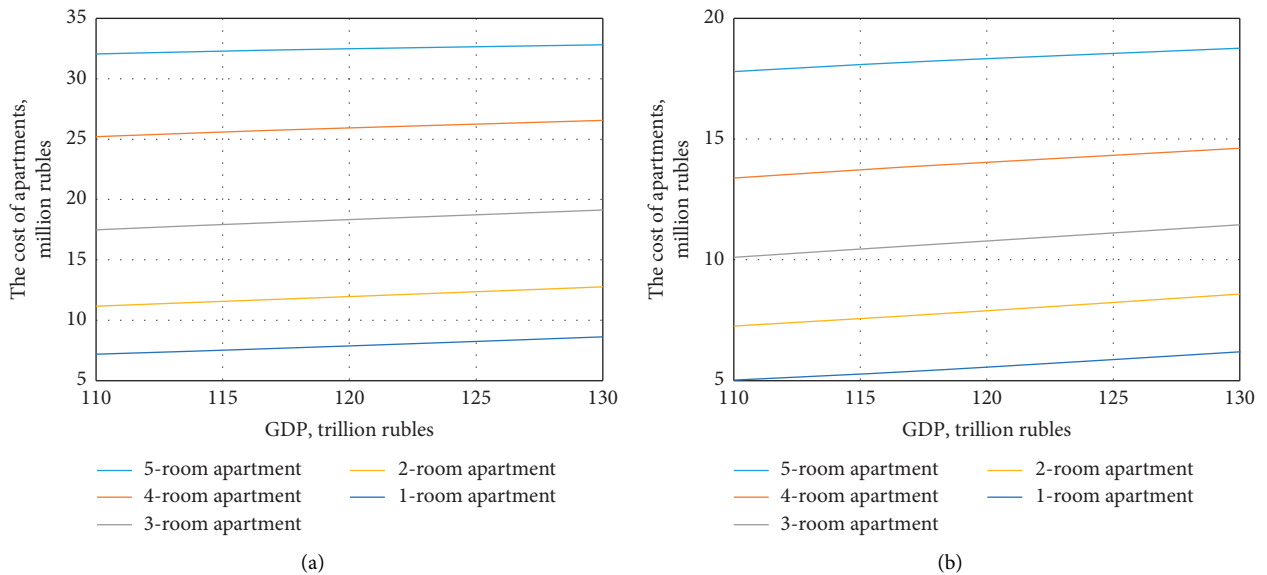 The cost of apartments,
million rubles
35
30
25
20
15
10
5
110
115
120
125
130
GDP, trillion rubles
5-room apartment
4-room apartment
3-room apartment
2-room apartment
1-room apartment
(a)
The cost of apartments,
million rubles
20
15
10
5
110
115
120
125
130
GDP, trillion rubles
5-room apartment
4-room apartment
3-room apartment
2-room apartment
1-room apartment
(b)